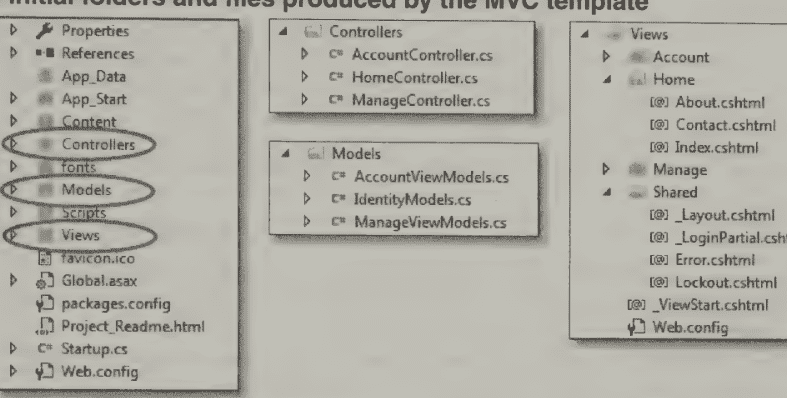 Initial folders and files produced by the MVC template
Properties
References
App_Data
App_Start
Content
Controllers
fonts
Models
Scripts
Views
favicon.ico
Global.asax
packages.config
Project_Readme.html
C# Startup.cs
Web.config
Controllers
C# AccountController.cs
C# HomeController.cs
C# ManageController.cs
Models
C# AccountViewModels.cs
C# IdentityModels.cs
C# ManageViewModels.cs
Views
Account
Home
[@] About.cshtml
[@] Contact.cshtml
[@] Index.cshtml
Manage
Shared
[@] _Layout.cshtml
[@] _LoginPartial.csht
[@] Error.cshtml
[@] Lockout.cshtml
[@] _ViewStart.cshtml
Web.config